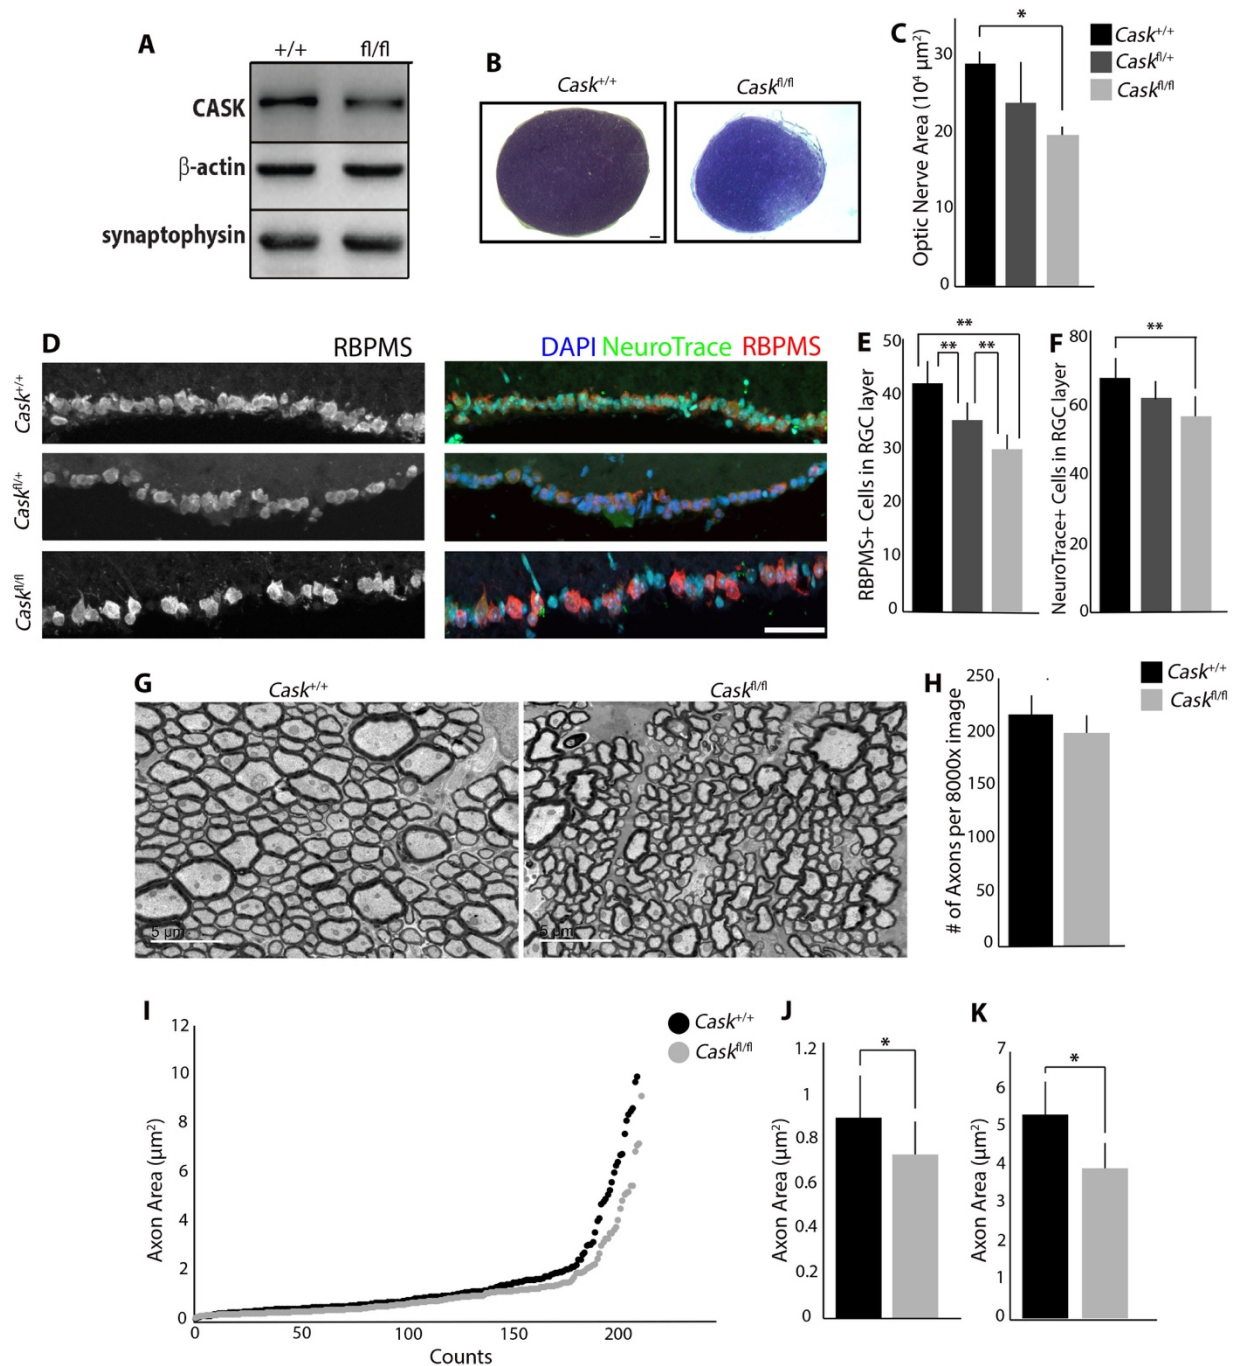 A
+/+ fl/fl
CASK
β-actin
synaptophysin
B
Cask+/+ Caskfl/fl
C
Optic Nerve Area (10⁴ µm²)
30
20
10
0
*
Cask+/+
Caskfl/+
Caskfl/fl
D
RBPMS
DAPI NeuroTrace RBPMS
Cask+/+
Caskfl/+
Caskfl/fl
E
RBPMS+ Cells in RGC layer
50
40
30
20
10
0
**
** **
F
NeuroTrace+ Cells in RGC layer
80
60
40
20
0
**
G
Cask+/+ Caskfl/fl
5 µm
5 µm
H
# of Axons per 8000x image
250
200
150
100
50
0
Cask+/+
Caskfl/fl
I
Axon Area (µm²)
12
10
8
6
4
2
0
0 50 100 150 200
Counts
Cask+/+
Caskfl/fl
J
Axon Area (µm²)
1.2
1
0.8
0.6
0.4
0.2
0
*
K
Axon Area (µm²)
7
6
5
4
3
2
1
0
*